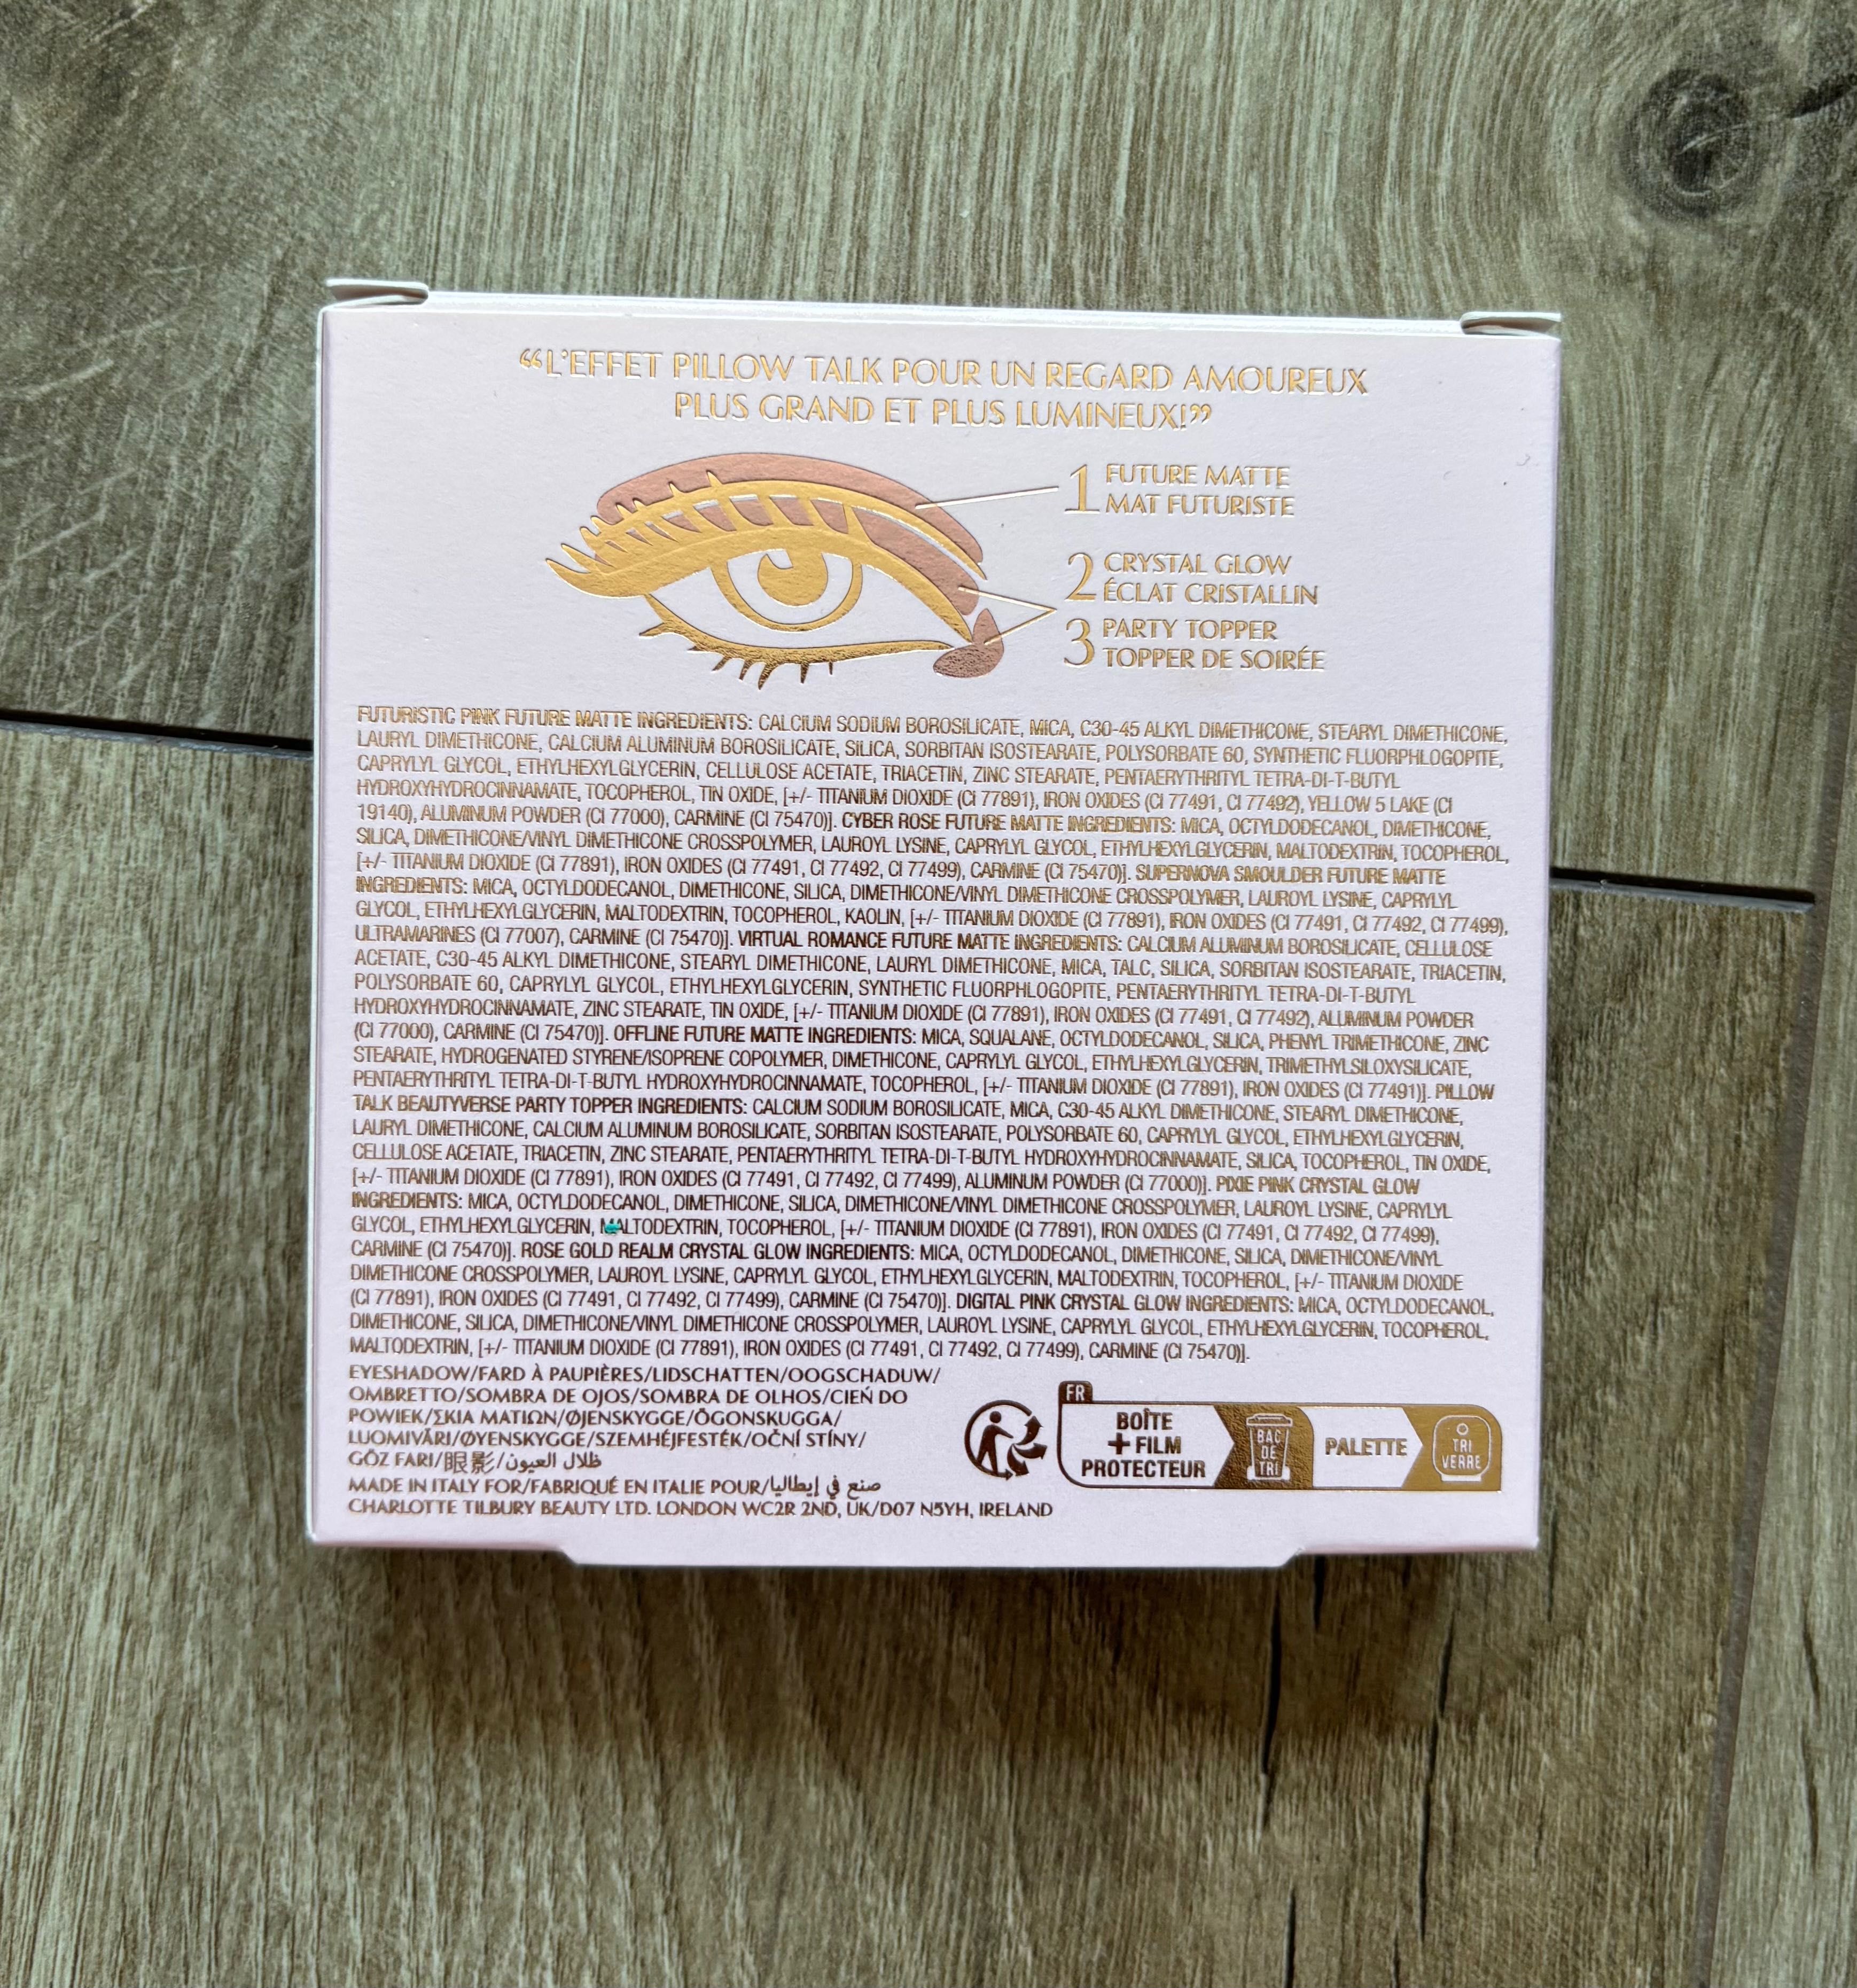 “L'EFFET PILLOW TALK POUR UN REGARD AMOUREUX
PLUS GRAND ET PLUS LUMINEUX!”
1 FUTURE MATTE
MAT FUTURISTE
2 CRYSTAL GLOW
ÉCLAT CRISTALLIN
3 PARTY TOPPER
TOPPER DE SOIRÉE
FUTURISTIC PINK FUTURE MATTE INGREDIENTS: CALCIUM SODIUM BOROSILICATE, MICA, C30-45 ALKYL DIMETHICONE, STEARYL DIMETHICONE,
LAURYL DIMETHICONE, CALCIUM ALUMINUM BOROSILICATE, SILICA, SORBITAN ISOSTEARATE, POLYSORBATE 60, SYNTHETIC FLUORPHLOGOPITE,
CAPRYLYL GLYCOL, ETHYLHEXYLGLYCERIN, CELLULOSE ACETATE, TRIACETIN, ZINC STEARATE, PENTAERYTHRITYL TETRA-DI-T-BUTYL
HYDROXYHYDROCINNAMATE, TOCOPHEROL, TIN OXIDE, [+/- TITANIUM DIOXIDE (CI 77891), IRON OXIDES (CI 77491, CI 77492), YELLOW 5 LAKE (CI
19140), ALUMINUM POWDER (CI 77000), CARMINE (CI 75470)]. CYBER ROSE FUTURE MATTE INGREDIENTS: MICA, OCTYLDODECANOL, DIMETHICONE,
SILICA, DIMETHICONE/VINYL DIMETHICONE CROSSPOLYMER, LAUROYL LYSINE, CAPRYLYL GLYCOL, ETHYLHEXYLGLYCERIN, MALTODEXTRIN, TOCOPHEROL,
[+/- TITANIUM DIOXIDE (CI 77891), IRON OXIDES (CI 77491, CI 77492, CI 77499), CARMINE (CI 75470)]. SUPERNOVA SMOULDER FUTURE MATTE
INGREDIENTS: MICA, OCTYLDODECANOL, DIMETHICONE, SILICA, DIMETHICONE/VINYL DIMETHICONE CROSSPOLYMER, LAUROYL LYSINE, CAPRYLYL
GLYCOL, ETHYLHEXYLGLYCERIN, MALTODEXTRIN, TOCOPHEROL, KAOLIN, [+/- TITANIUM DIOXIDE (CI 77891), IRON OXIDES (CI 77491, CI 77492, CI 77499),
ULTRAMARINES (CI 77007), CARMINE (CI 75470)]. VIRTUAL ROMANCE FUTURE MATTE INGREDIENTS: CALCIUM ALUMINUM BOROSILICATE, CELLULOSE
ACETATE, C30-45 ALKYL DIMETHICONE, STEARYL DIMETHICONE, LAURYL DIMETHICONE, MICA, TALC, SILICA, SORBITAN ISOSTEARATE, TRIACETIN,
POLYSORBATE 60, CAPRYLYL GLYCOL, ETHYLHEXYLGLYCERIN, SYNTHETIC FLUORPHLOGOPITE, PENTAERYTHRITYL TETRA-DI-T-BUTYL
HYDROXYHYDROCINNAMATE, ZINC STEARATE, TIN OXIDE, [+/- TITANIUM DIOXIDE (CI 77891), IRON OXIDES (CI 77491, CI 77492), ALUMINUM POWDER
(CI 77000), CARMINE (CI 75470)]. OFFLINE FUTURE MATTE INGREDIENTS: MICA, SQUALANE, OCTYLDODECANOL, SILICA, PHENYL TRIMETHICONE, ZINC
STEARATE, HYDROGENATED STYRENE/ISOPRENE COPOLYMER, DIMETHICONE, CAPRYLYL GLYCOL, ETHYLHEXYLGLYCERIN, TRIMETHYLSILOXYSILICATE,
PENTAERYTHRITYL TETRA-DI-T-BUTYL HYDROXYHYDROCINNAMATE, TOCOPHEROL, [+/- TITANIUM DIOXIDE (CI 77891), IRON OXIDES (CI 77491)]. PILLOW
TALK BEAUTYVERSE PARTY TOPPER INGREDIENTS: CALCIUM SODIUM BOROSILICATE, MICA, C30-45 ALKYL DIMETHICONE, STEARYL DIMETHICONE,
LAURYL DIMETHICONE, CALCIUM ALUMINUM BOROSILICATE, SORBITAN ISOSTEARATE, POLYSORBATE 60, CAPRYLYL GLYCOL, ETHYLHEXYLGLYCERIN,
CELLULOSE ACETATE, TRIACETIN, ZINC STEARATE, PENTAERYTHRITYL TETRA-DI-T-BUTYL HYDROXYHYDROCINNAMATE, SILICA, TOCOPHEROL, TIN OXIDE,
[+/- TITANIUM DIOXIDE (CI 77891), IRON OXIDES (CI 77491, CI 77492, CI 77499), ALUMINUM POWDER (CI 77000)]. PIXIE PINK CRYSTAL GLOW
INGREDIENTS: MICA, OCTYLDODECANOL, DIMETHICONE, SILICA, DIMETHICONE/VINYL DIMETHICONE CROSSPOLYMER, LAUROYL LYSINE, CAPRYLYL
GLYCOL, ETHYLHEXYLGLYCERIN, MALTODEXTRIN, TOCOPHEROL, [+/- TITANIUM DIOXIDE (CI 77891), IRON OXIDES (CI 77491, CI 77492, CI 77499),
CARMINE (CI 75470)]. ROSE GOLD REALM CRYSTAL GLOW INGREDIENTS: MICA, OCTYLDODECANOL, DIMETHICONE, SILICA, DIMETHICONE/VINYL
DIMETHICONE CROSSPOLYMER, LAUROYL LYSINE, CAPRYLYL GLYCOL, ETHYLHEXYLGLYCERIN, MALTODEXTRIN, TOCOPHEROL, [+/- TITANIUM DIOXIDE
(CI 77891), IRON OXIDES (CI 77491, CI 77492, CI 77499), CARMINE (CI 75470)]. DIGITAL PINK CRYSTAL GLOW INGREDIENTS: MICA, OCTYLDODECANOL,
DIMETHICONE, SILICA, DIMETHICONE/VINYL DIMETHICONE CROSSPOLYMER, LAUROYL LYSINE, CAPRYLYL GLYCOL, ETHYLHEXYLGLYCERIN, TOCOPHEROL,
MALTODEXTRIN, [+/- TITANIUM DIOXIDE (CI 77891), IRON OXIDES (CI 77491, CI 77492, CI 77499), CARMINE (CI 75470)].
EYESHADOW/FARD À PAUPIÈRES/LIDSCHATTEN/OOGSCHADUW/
OMBRETTO/SOMBRA DE OJOS/SOMBRA DE OLHOS/CIEŃ DO
POWIEK/ΣΚΙΑ ΜΑΤΙΩΝ/ØJENSKYGGE/ÖGONSKUGGA/
LUOMIVÄRI/ØYENSKYGGE/SZEMHÉJFESTÉK/OČNÍ STÍNY/
GÖZ FARI/眼影/ظلال العيون
MADE IN ITALY FOR/FABRIQUÉ EN ITALIE POUR/صنع في إيطاليا
CHARLOTTE TILBURY BEAUTY LTD. LONDON WC2R 2ND, UK/D07 N5YH, IRELAND
FR
BOÎTE
+ FILM
PROTECTEUR
BAC
DE
TRI
PALETTE
TRI
VERRE